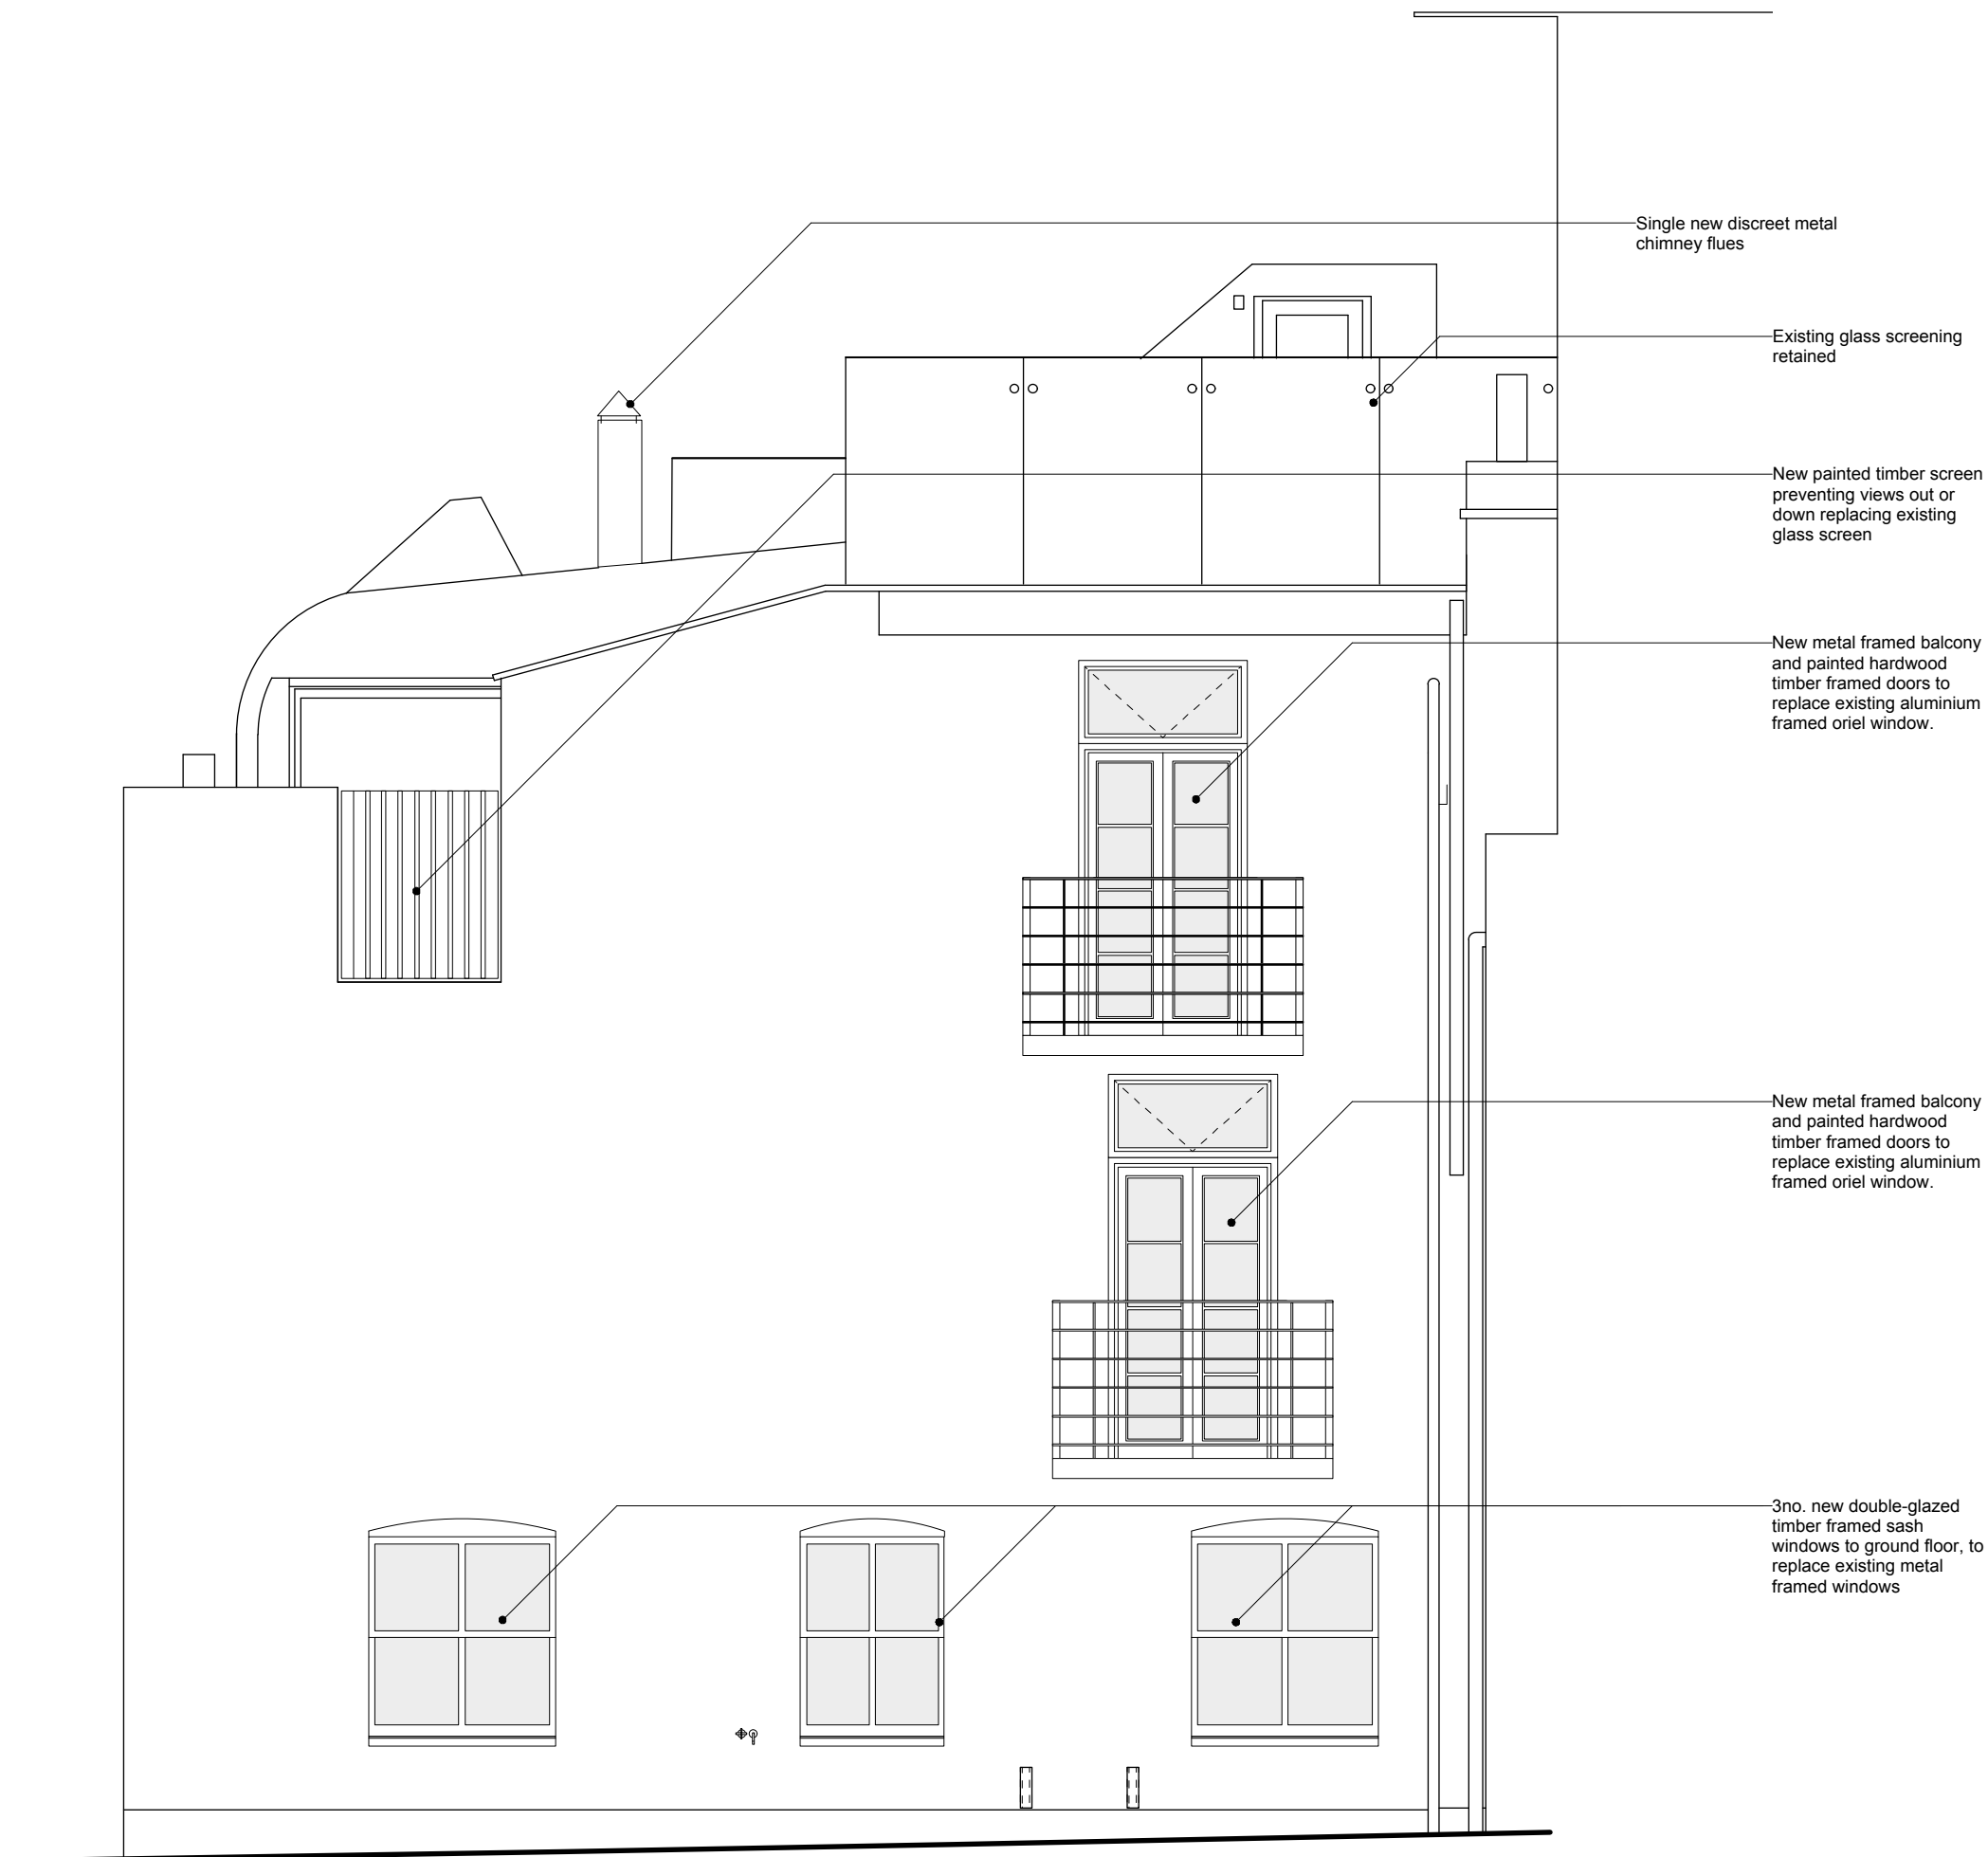 Single new discreet metal
chimney flues
Existing glass screening
retained
New painted timber screen
preventing views out or
down replacing existing
glass screen
New metal framed balcony
and painted hardwood
timber framed doors to
replace existing aluminium
framed oriel window.
New metal framed balcony
and painted hardwood
timber framed doors to
replace existing aluminium
framed oriel window.
3no. new double-glazed
timber framed sash
windows to ground floor, to
replace existing metal
framed windows